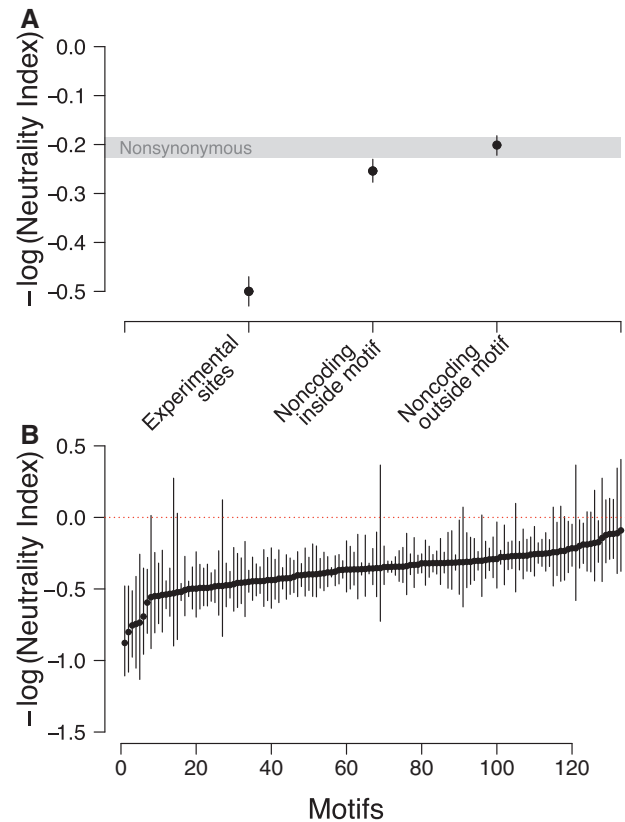 A
− log (Neutrality Index)
0.0
−0.1
−0.2
−0.3
−0.4
−0.5
Nonsynonymous
Experimental
sites
Noncoding
inside motif
Noncoding
outside motif
B
− log (Neutrality Index)
0.5
0.0
−0.5
−1.0
−1.5
0 20 40 60 80 100 120
Motifs